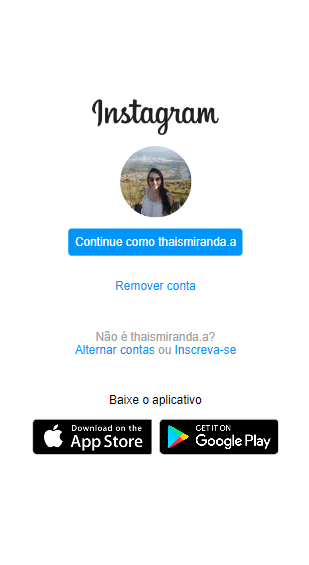 Instagram
Continue como thaismiranda.a
Remover conta
Não é thaismiranda.a?
Alternar contas ou Inscreva-se
Baixe o aplicativo
Download on the
App Store
GET IT ON
Google Play